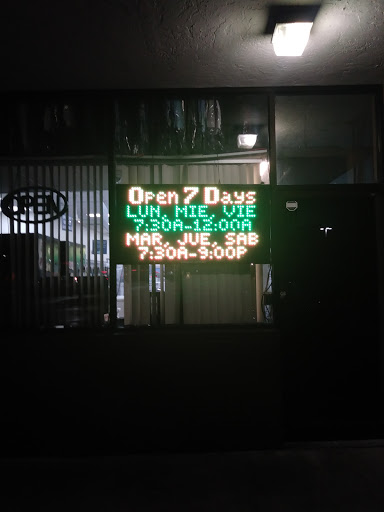 Open 7 Days
LUN, MIE, VIE
7:30A-12:00A
MAR, JUE, SAB
7:30A-9:00P
OPEN